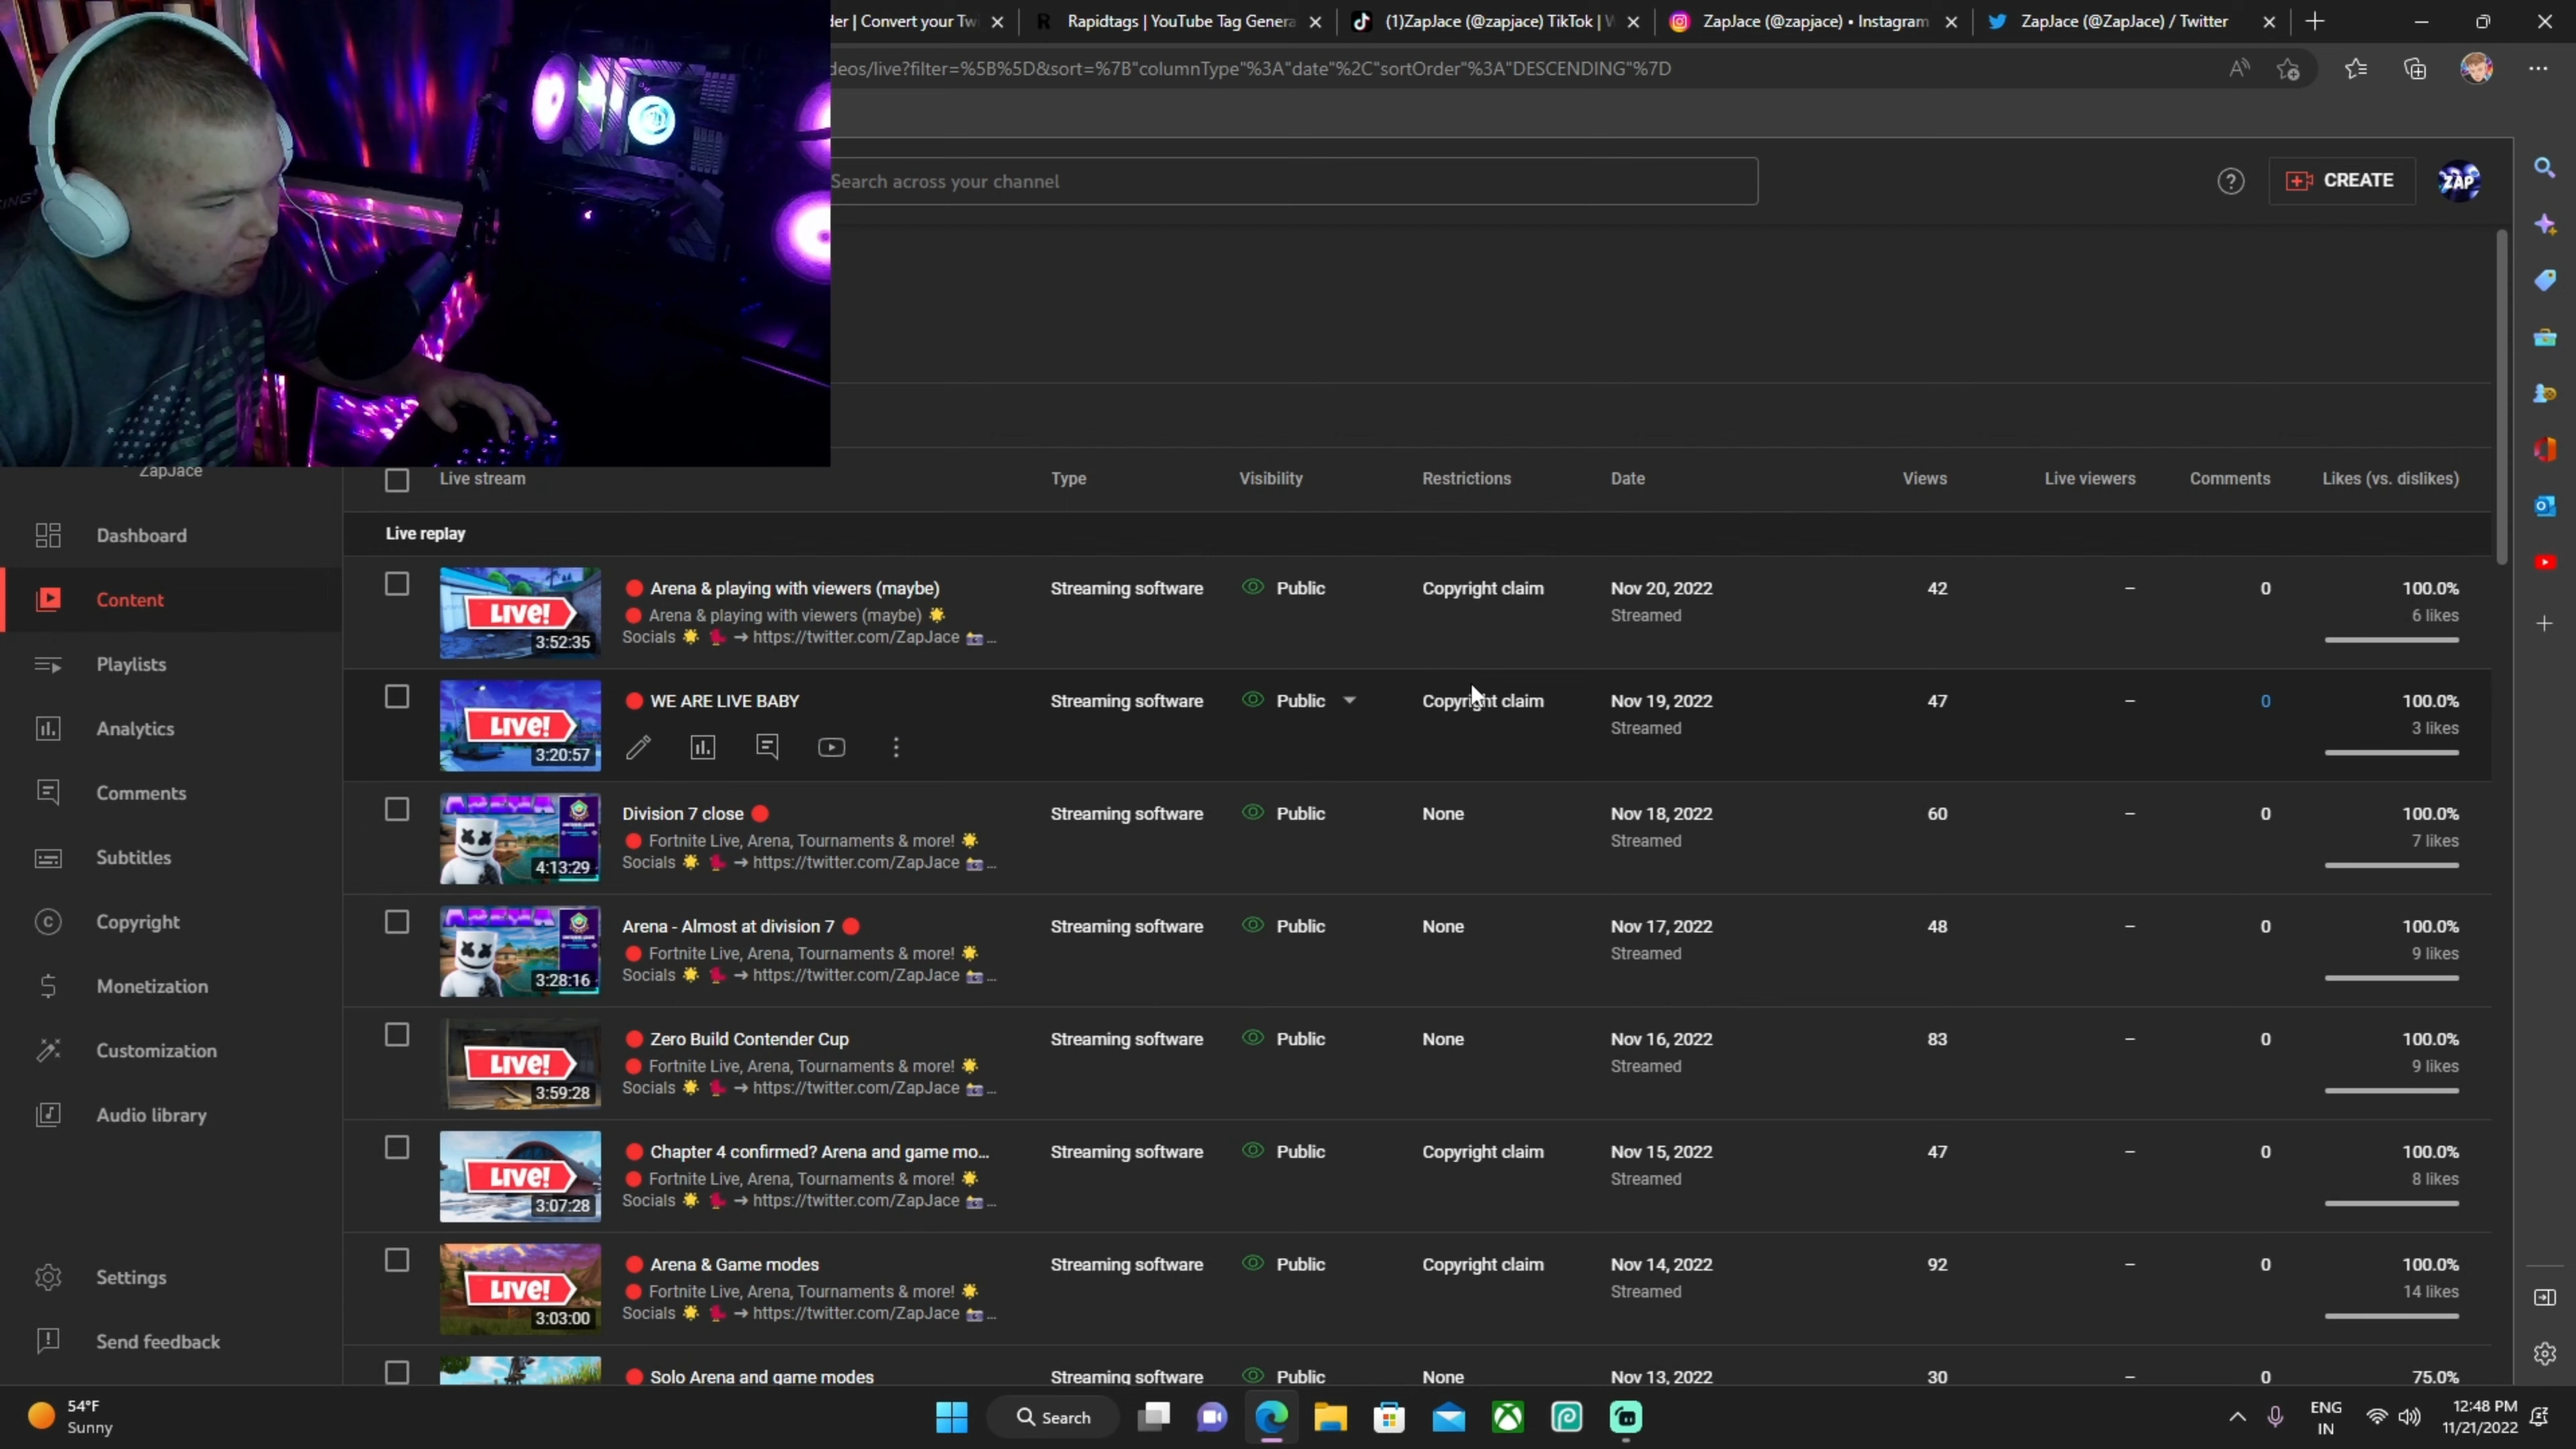 der | Convert your Twi
Rapidtags | YouTube Tag Genera
(1)ZapJace (@zapjace) TikTok |
ZapJace (@zapjace) • Instagram
ZapJace (@ZapJace) / Twitter
deos/live?filter=%5B%5D&sort=%7B"columnType"%3A"date"%2C"sortOrder"%3A"DESCENDING"%7D
Search across your channel
CREATE
ZAP
ZapJace
Dashboard
Content
Playlists
Analytics
Comments
Subtitles
Copyright
Monetization
Customization
Audio library
Settings
Send feedback
Live stream Type Visibility Restrictions Date Views Live viewers Comments Likes (vs. dislikes)
Live replay
LIVE!
3:52:35
🔴 Arena & playing with viewers (maybe) Streaming software Public Copyright claim Nov 20, 2022 42 – 0 100.0%
🔴 Arena & playing with viewers (maybe) 🌟 Streamed 6 likes
Socials 🌟 🦜 → https://twitter.com/ZapJace 📸 ...
LIVE!
3:20:57
🔴 WE ARE LIVE BABY Streaming software Public Copyright claim Nov 19, 2022 47 – 0 100.0%
Streamed 3 likes
ARENA
4:13:29
Division 7 close 🔴 Streaming software Public None Nov 18, 2022 60 – 0 100.0%
🔴 Fortnite Live, Arena, Tournaments & more! 🌟 Streamed 7 likes
Socials 🌟 🦜 → https://twitter.com/ZapJace 📸 ...
ARENA
3:28:16
Arena - Almost at division 7 🔴 Streaming software Public None Nov 17, 2022 48 – 0 100.0%
🔴 Fortnite Live, Arena, Tournaments & more! 🌟 Streamed 9 likes
Socials 🌟 🦜 → https://twitter.com/ZapJace 📸 ...
LIVE!
3:59:28
🔴 Zero Build Contender Cup Streaming software Public None Nov 16, 2022 83 – 0 100.0%
🔴 Fortnite Live, Arena, Tournaments & more! 🌟 Streamed 9 likes
Socials 🌟 🦜 → https://twitter.com/ZapJace 📸 ...
LIVE!
3:07:28
🔴 Chapter 4 confirmed? Arena and game mo... Streaming software Public Copyright claim Nov 15, 2022 47 – 0 100.0%
🔴 Fortnite Live, Arena, Tournaments & more! 🌟 Streamed 8 likes
Socials 🌟 🦜 → https://twitter.com/ZapJace 📸 ...
LIVE!
3:03:00
🔴 Arena & Game modes Streaming software Public Copyright claim Nov 14, 2022 92 – 0 100.0%
🔴 Fortnite Live, Arena, Tournaments & more! 🌟 Streamed 14 likes
Socials 🌟 🦜 → https://twitter.com/ZapJace 📸 ...
🔴 Solo Arena and game modes Streaming software Public None Nov 13, 2022 30 – 0 75.0%
54°F
Sunny
Search
ENG
IN
12:48 PM
11/21/2022